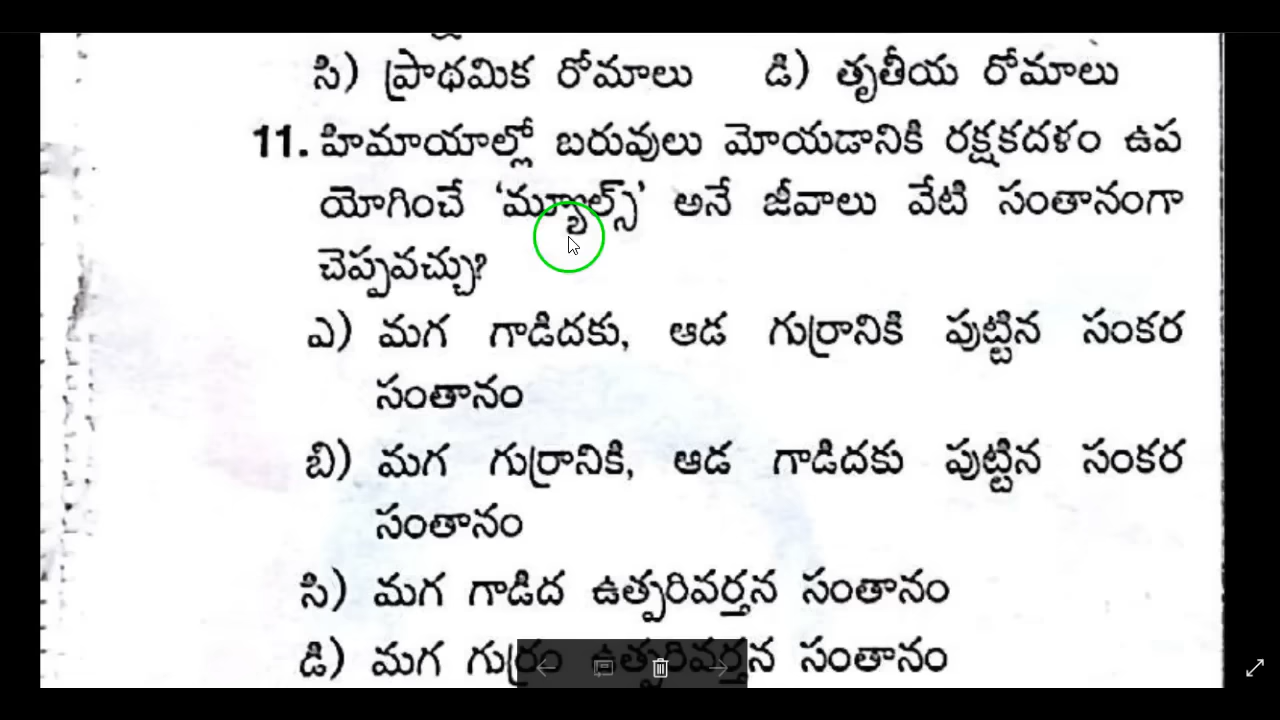 సి) ప్రాథమిక రోమాలు డి) తృతీయ రోమాలు
11. హిమాయాల్లో బరువులు మోయడానికి రక్షకదళం ఉప
యోగించే ‘మ్యూల్స్’ అనే జీవాలు వేటి సంతానంగా
చెప్పవచ్చు?
ఎ) మగ గాడిదకు, ఆడ గుర్రానికి పుట్టిన సంకర
సంతానం
బి) మగ గుర్రానికి, ఆడ గాడిదకు పుట్టిన సంకర
సంతానం
సి) మగ గాడిద ఉత్పరివర్తన సంతానం
డి) మగ గుర్రం ఉత్పరివర్తన సంతానం